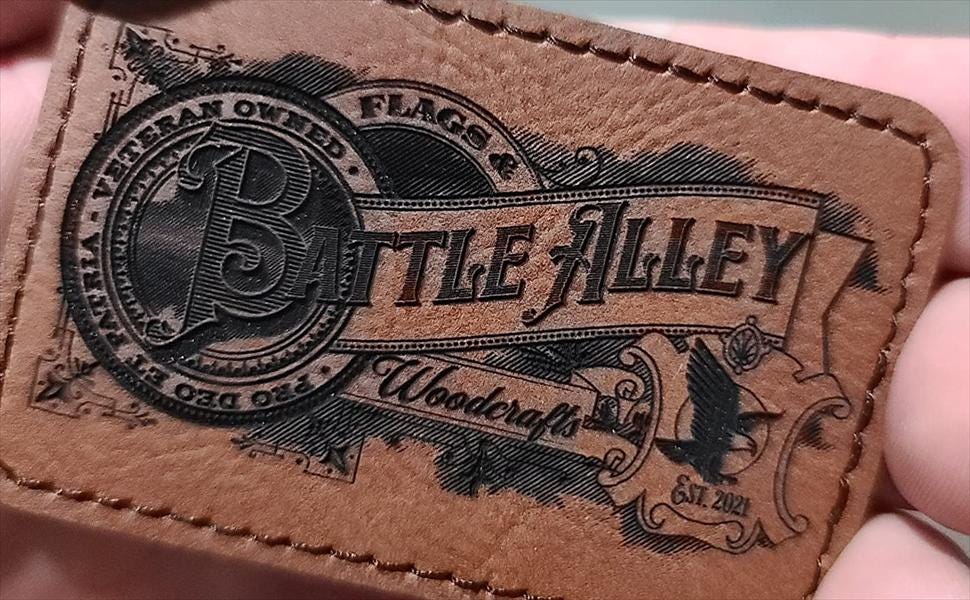 VETERAN OWNED · PRO DEO ET PATRIA -
FLAGS &
BATTLE ALLEY
Woodcrafts
EST. 2021